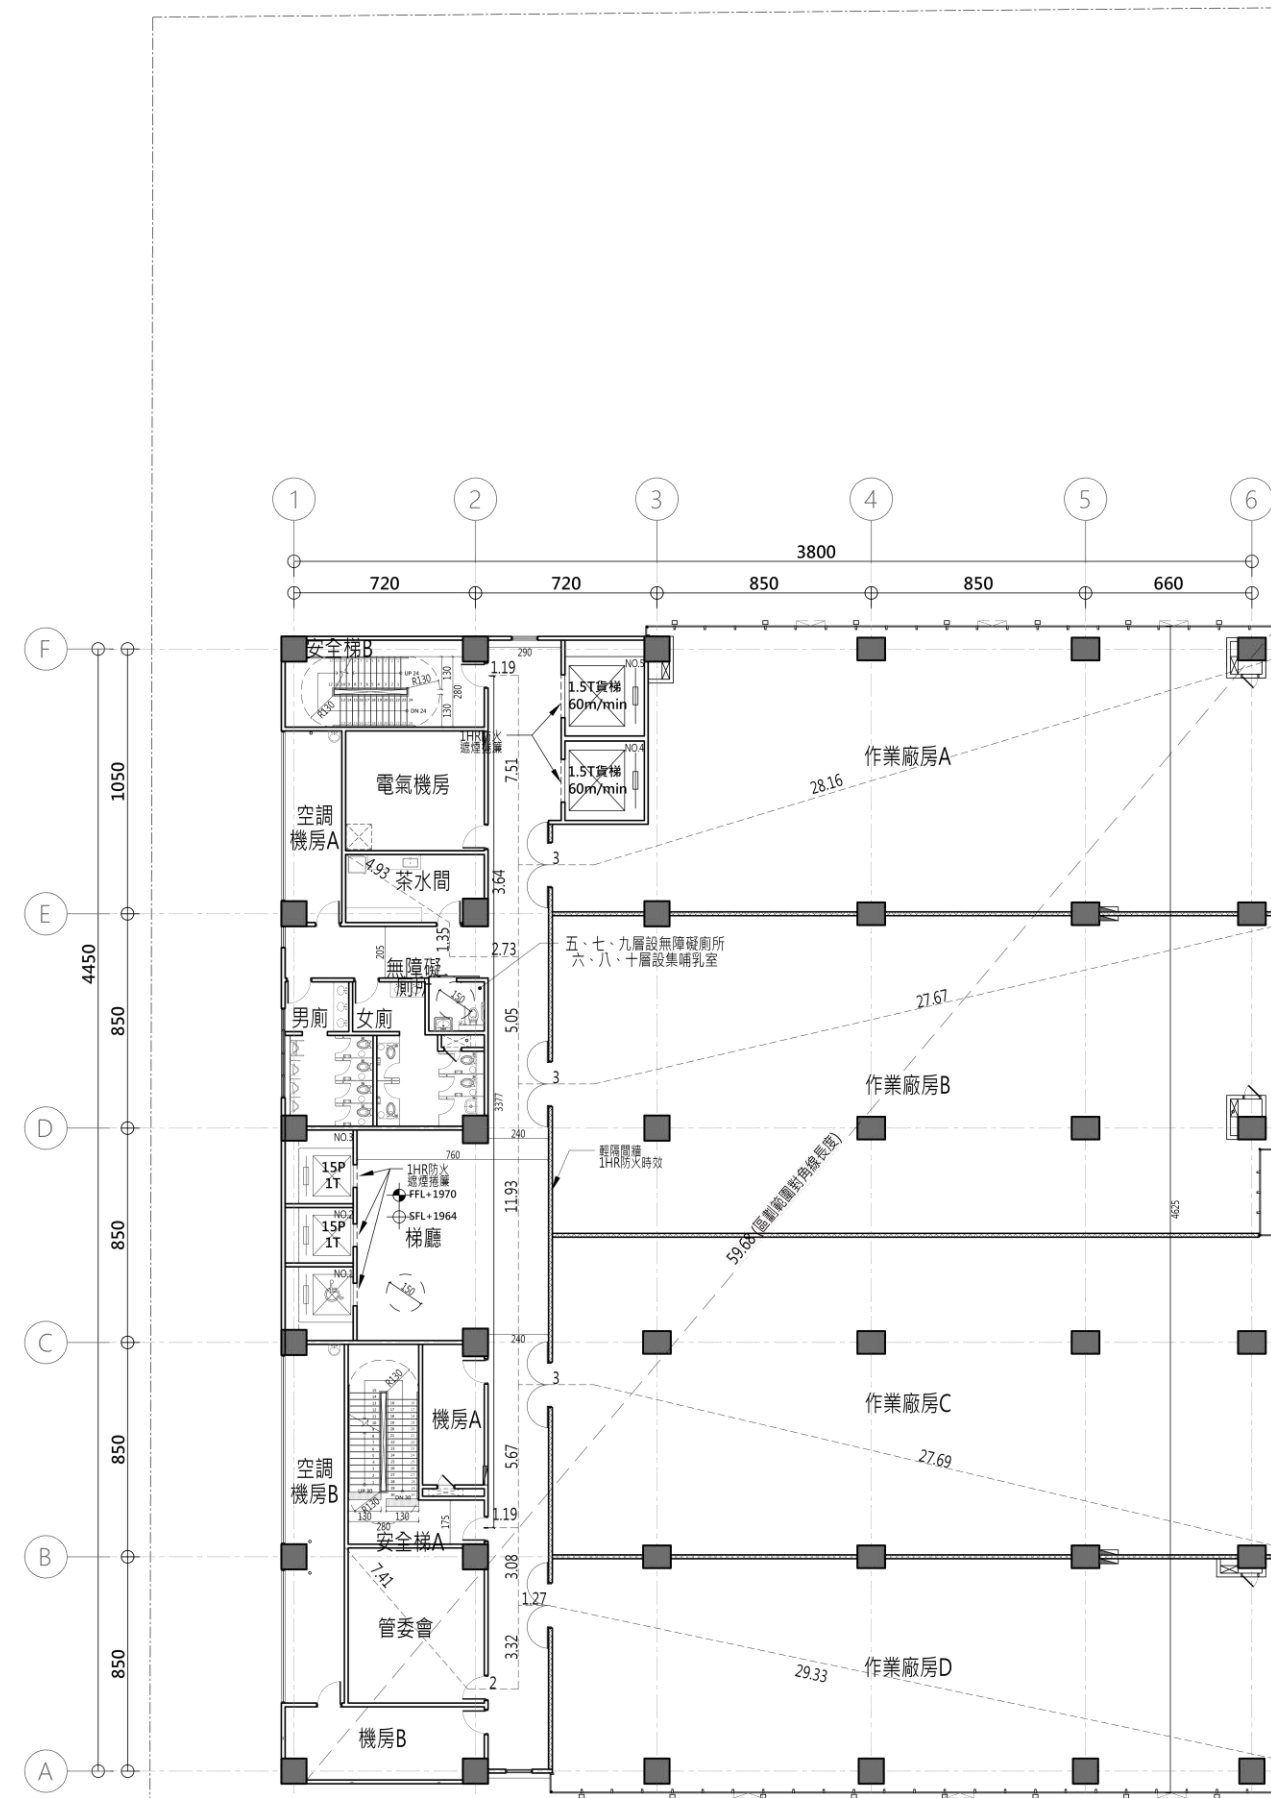 1 2 3 4 5 6
3800
720 720 850 850 660
F
安全梯B
290
NO.5
1.19
130
UP 24
R130
280
1.5T貨梯
60m/min
R130
DN 24
130
1HR防火
遮煙捲簾
NO.4
7.51
1.5T貨梯
60m/min
作業廠房A
28.16
1050
電氣機房
空調
機房A
3
4.93
茶水間
3.64
E
4450
205
1.35
2.73
五、七、九層設無障礙廁所
六、八、十層設集哺乳室
無障礙
廁所
150
27.67
850
男廁
女廁
5.05
3
作業廠房B
3377
D
NO.3
240
760
輕隔間牆
1HR防火時效
15P
1T
1HR防火
遮煙捲簾
FFL+1970
59.68 (區劃範圍對角線長度)
11.93
4625
NO.2
SFL+1964
15P
1T
梯廳
850
NO.1
150
C
240
R130
3
作業廠房C
機房A
27.69
5.67
850
空調
機房B
UP 30
DN 30
R130
130 130
280
175
1.19
安全梯A
B
3.08
7.41
1.27
管委會
3.32
850
作業廠房D
29.33
2
機房B
A